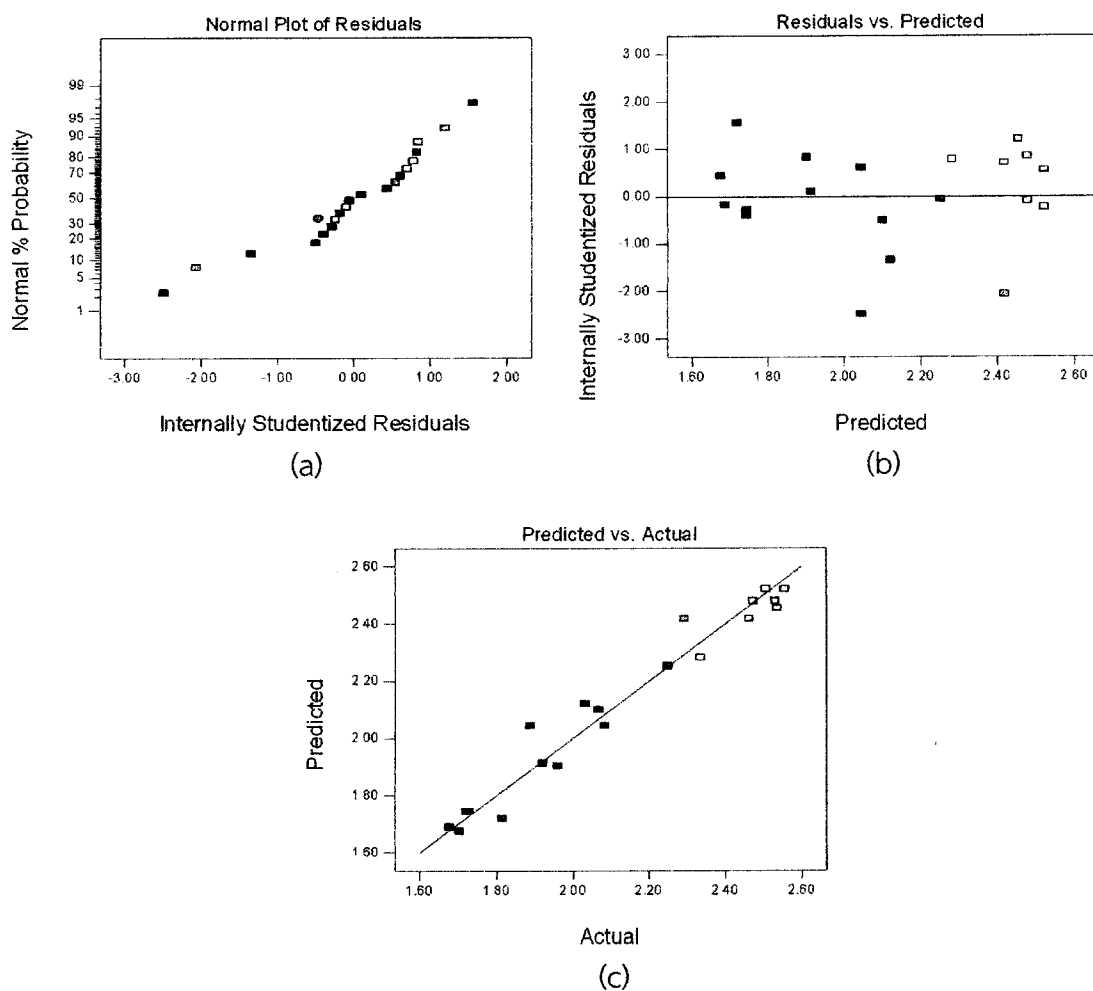 Normal Plot of Residuals
Normal % Probability
99
95
90
80
70
50
30
20
10
5
1
-3.00 -2.00 -1.00 0.00 1.00 2.00
Internally Studentized Residuals
(a)
Residuals vs. Predicted
Internally Studentized Residuals
3.00
2.00
1.00
0.00
-1.00
-2.00
-3.00
1.60 1.80 2.00 2.20 2.40 2.60
Predicted
(b)
Predicted vs. Actual
Predicted
2.60
2.40
2.20
2.00
1.80
1.60
1.60 1.80 2.00 2.20 2.40 2.60
Actual
(c)